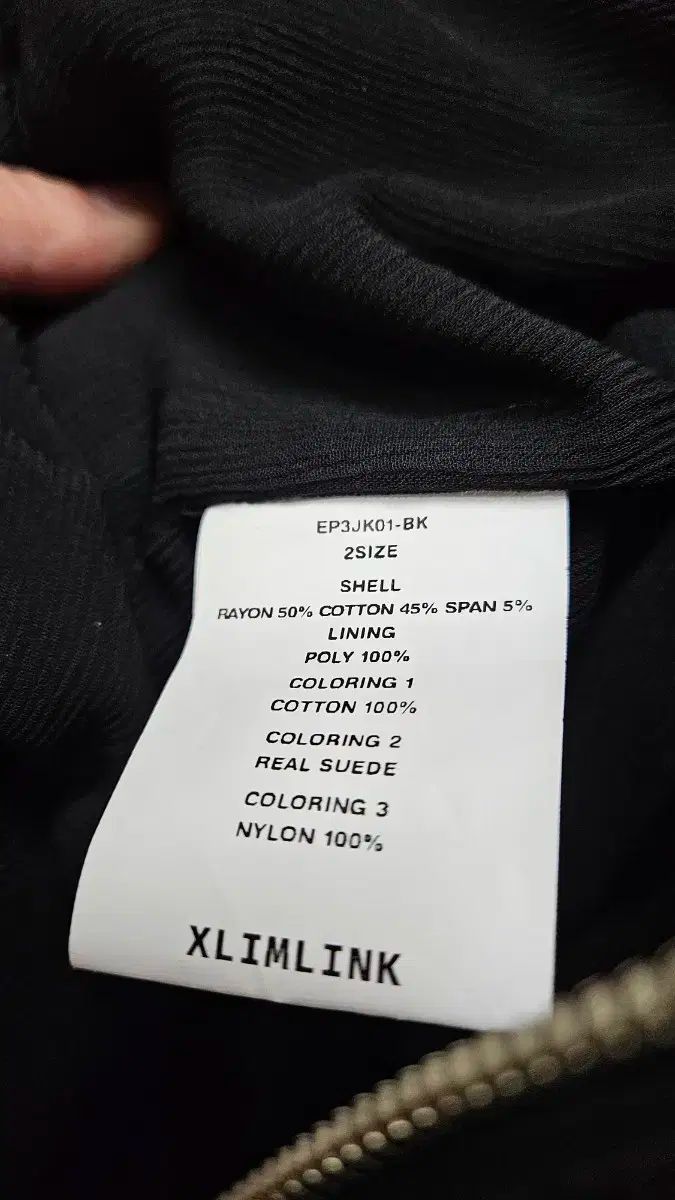 EP3JK01-BK
2SIZE
SHELL
RAYON 50% COTTON 45% SPAN 5%
LINING
POLY 100%
COLORING 1
COTTON 100%
COLORING 2
REAL SUEDE
COLORING 3
NYLON 100%
XLIMLINK